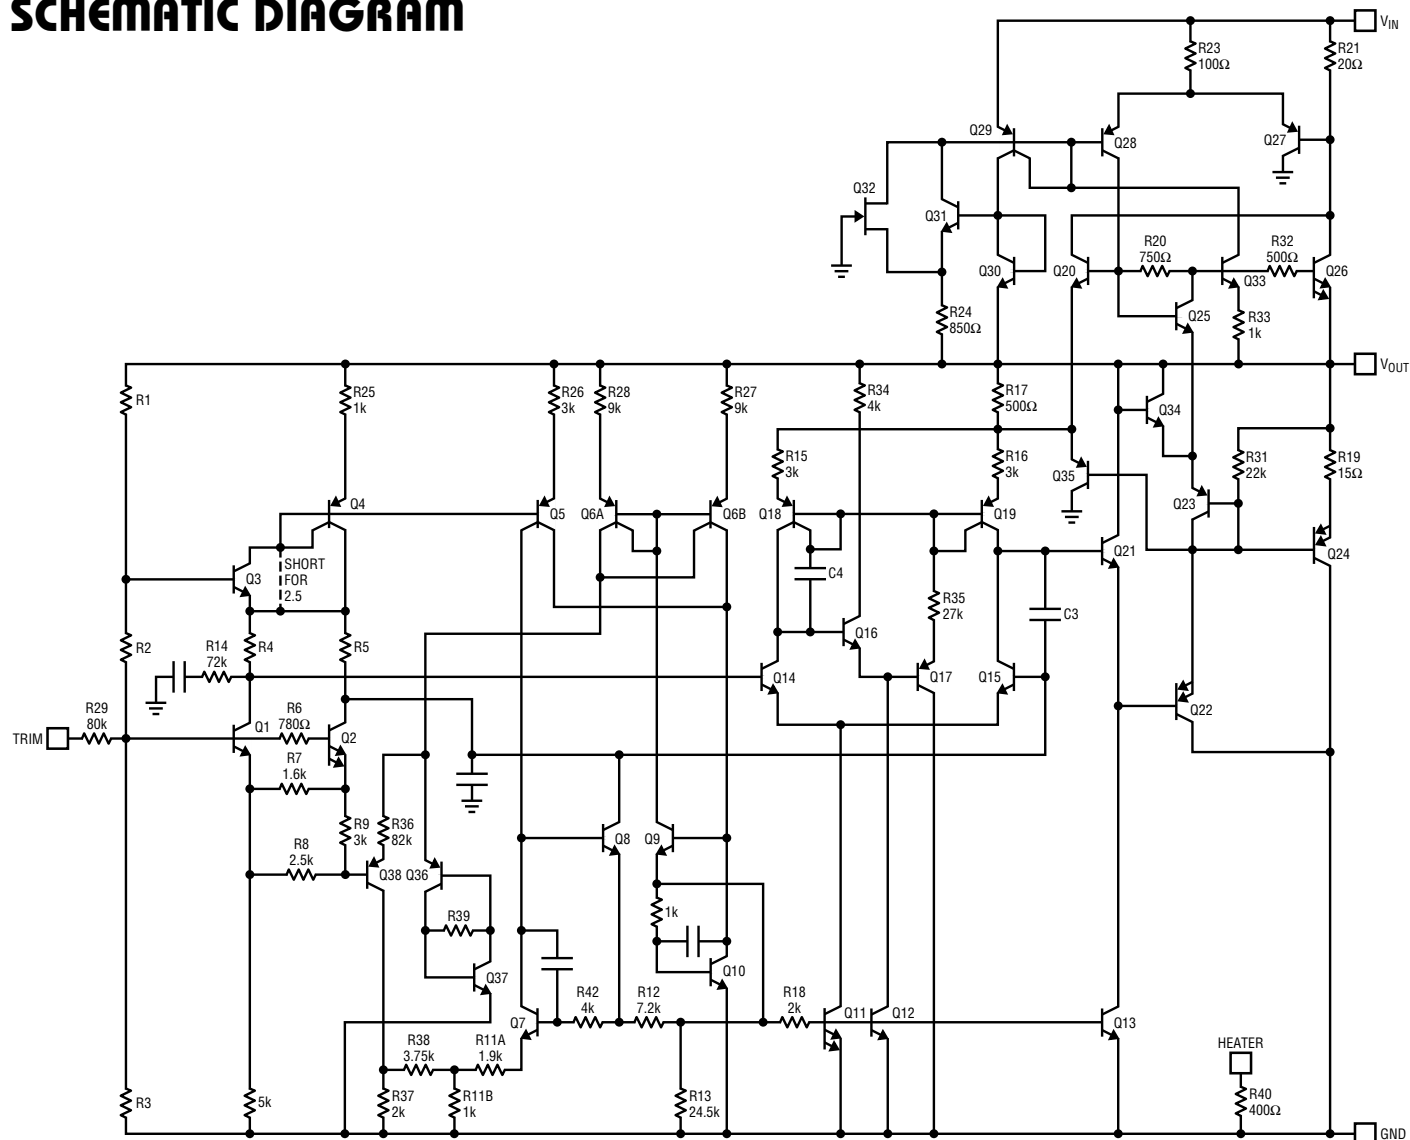 SCHEMATIC DIAGRAM
VIN
R23
100Ω
R21
20Ω
Q29
Q28
Q27
Q32
Q31
Q30
Q20
R20
750Ω
Q33
R32
500Ω
Q26
Q25
R24
850Ω
R33
1k
VOUT
R1
R25
1k
R26
3k
R28
9k
R27
9k
R34
4k
R17
500Ω
Q34
R15
3k
R16
3k
Q35
R31
22k
R19
15Ω
Q4
Q5
Q6A
Q6B
Q18
Q19
Q23
Q21
Q24
Q3
SHORT
FOR
2.5
C4
R35
27k
C3
R2
R14
72k
R4
R5
Q16
Q14
Q17
Q15
Q22
R29
80k
TRIM
Q1
R6
780Ω
Q2
R7
1.6k
R9
3k
R36
82k
Q8
Q9
R8
2.5k
Q38
Q36
1k
R39
Q37
Q10
Q7
R42
4k
R12
7.2k
R18
2k
Q11
Q12
Q13
R38
3.75k
R11A
1.9k
HEATER
R3
5k
R37
2k
R11B
1k
R13
24.5k
R40
400Ω
GND